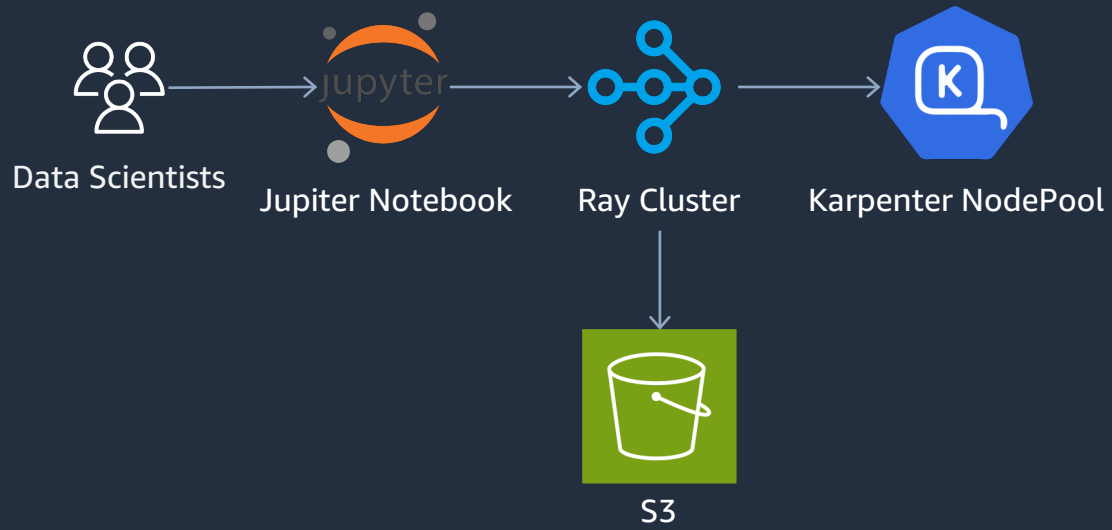 jupyter
K
Data Scientists
Jupiter Notebook
Ray Cluster
Karpenter NodePool
S3